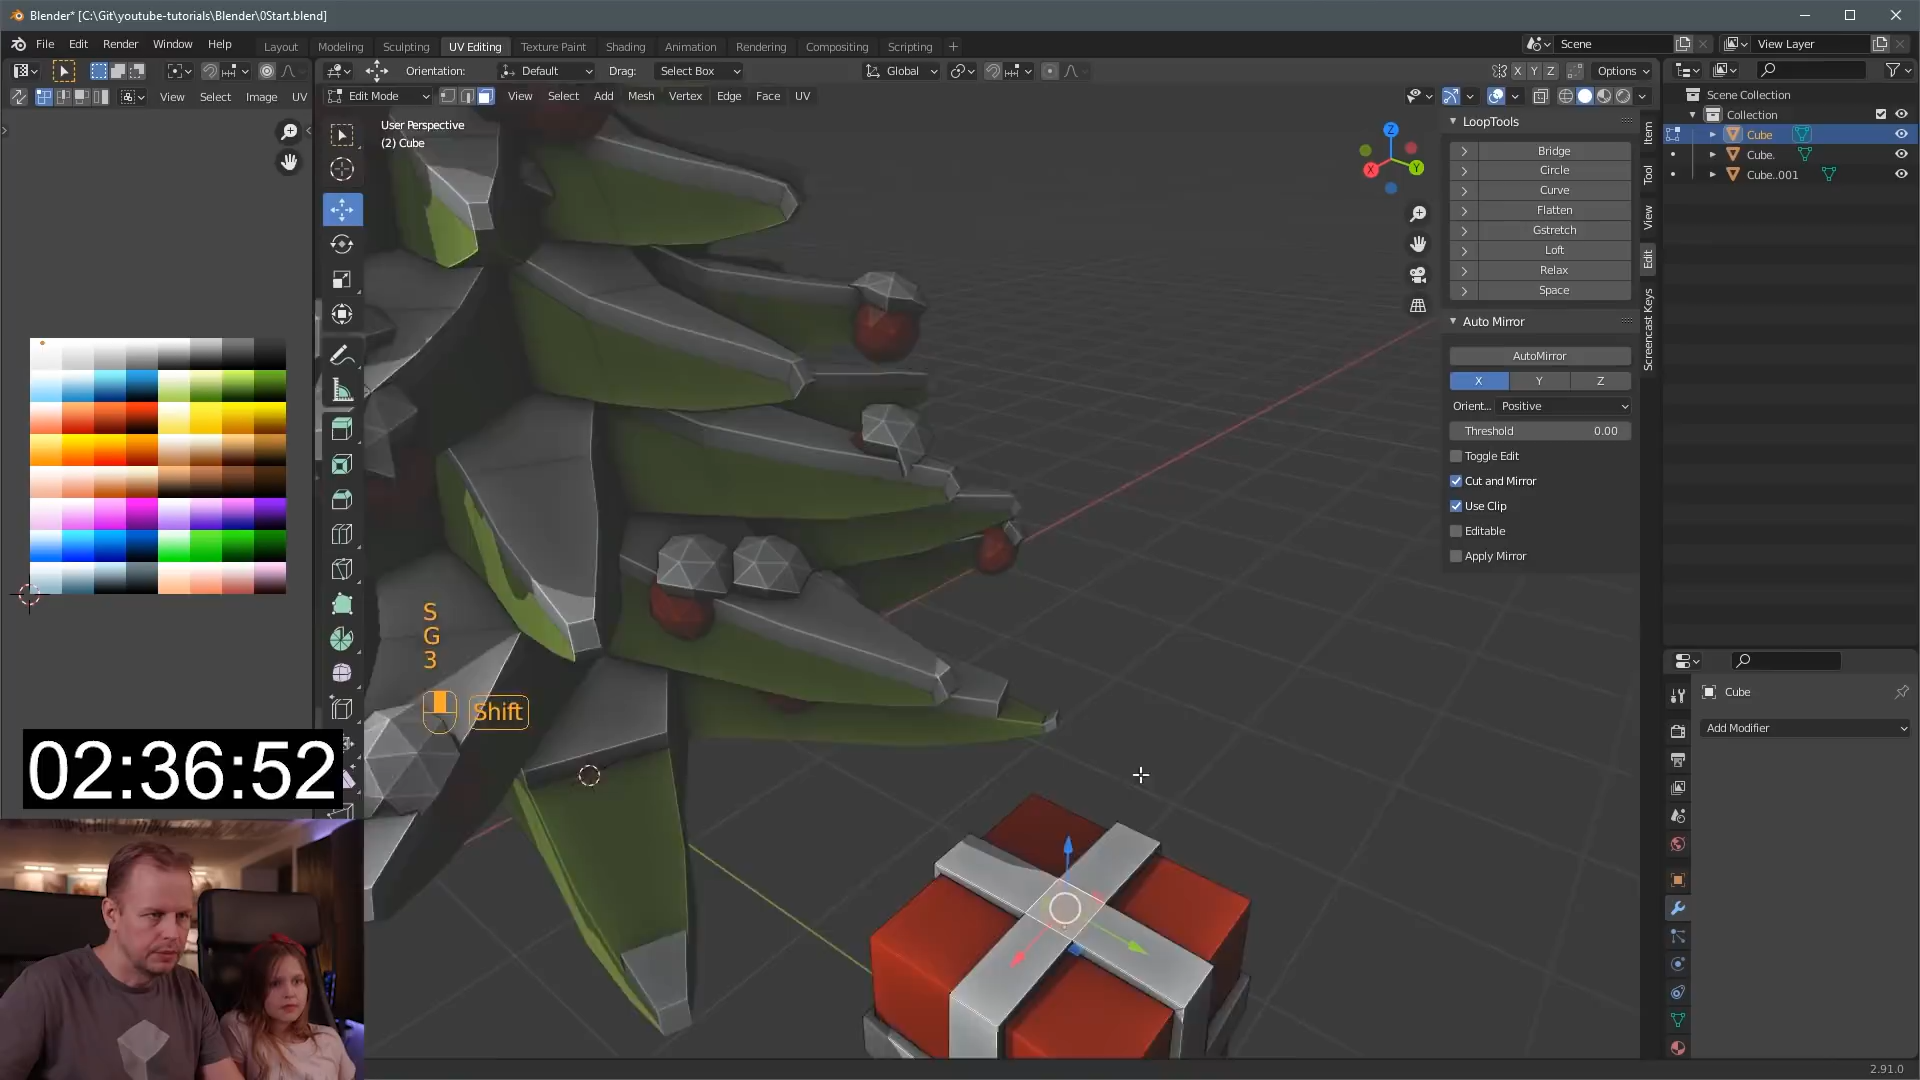 Blender* [C:\Git\youtube-tutorials\Blender\0Start.blend]
File Edit Render Window Help
Layout Modeling Sculpting UV Editing Texture Paint Shading Animation Rendering Compositing Scripting +
Scene
View Layer
Orientation: Default Drag: Select Box
Global
X Y Z Options
View Select Image UV
Edit Mode View Select Add Mesh Vertex Edge Face UV
User Perspective
(2) Cube
Z
X Y
LoopTools
Bridge
Circle
Curve
Flatten
Gstretch
Loft
Relax
Space
Auto Mirror
AutoMirror
X Y Z
Orient... Positive
Threshold 0.00
Toggle Edit
Cut and Mirror
Use Clip
Editable
Apply Mirror
Item
Tool
View
Edit
Screencast Keys
Scene Collection
Collection
Cube
Cube.
Cube..001
Cube
Add Modifier
S
G
3
Shift
02:36:52
2.91.0